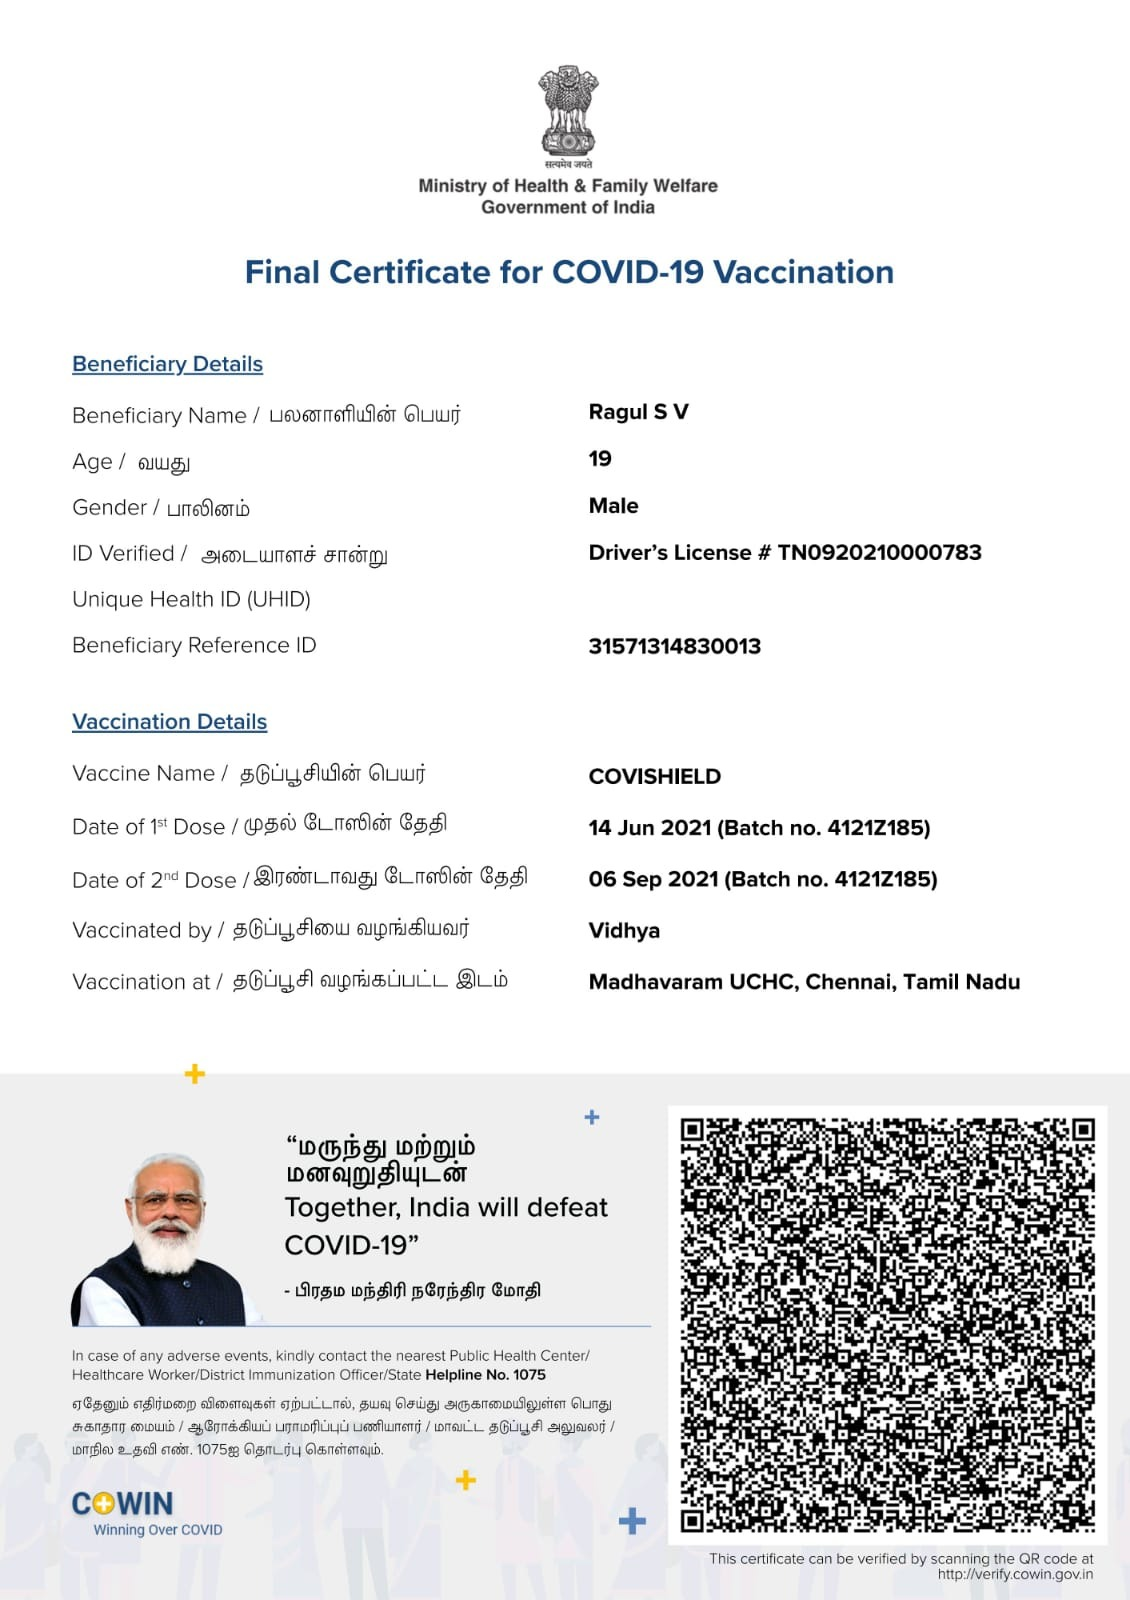 सत्यमेव जयते
Ministry of Health & Family Welfare
Government of India
Final Certificate for COVID-19 Vaccination
Beneficiary Details
Beneficiary Name / பலனாளியின் பெயர் Ragul S V
Age / வயது 19
Gender / பாலினம் Male
ID Verified / அடையாளச் சான்று Driver’s License # TN0920210000783
Unique Health ID (UHID)
Beneficiary Reference ID 31571314830013
Vaccination Details
Vaccine Name / தடுப்பூசியின் பெயர் COVISHIELD
Date of 1st Dose / முதல் டோஸின் தேதி 14 Jun 2021 (Batch no. 4121Z185)
Date of 2nd Dose / இரண்டாவது டோஸின் தேதி 06 Sep 2021 (Batch no. 4121Z185)
Vaccinated by / தடுப்பூசியை வழங்கியவர் Vidhya
Vaccination at / தடுப்பூசி வழங்கப்பட்ட இடம் Madhavaram UCHC, Chennai, Tamil Nadu
“மருந்து மற்றும்
மனவுறுதியுடன்
Together, India will defeat
COVID-19”
- பிரதம மந்திரி நரேந்திர மோதி
In case of any adverse events, kindly contact the nearest Public Health Center/
Healthcare Worker/District Immunization Officer/State Helpline No. 1075
ஏதேனும் எதிர்மறை விளைவுகள் ஏற்பட்டால், தயவு செய்து அருகாமையிலுள்ள பொது
சுகாதார மையம் / ஆரோக்கியப் பராமரிப்புப் பணியாளர் / மாவட்ட தடுப்பூசி அலுவலர் /
மாநில உதவி எண். 1075ஐ தொடர்பு கொள்ளவும்.
COWIN
Winning Over COVID
This certificate can be verified by scanning the QR code at
http://verify.cowin.gov.in